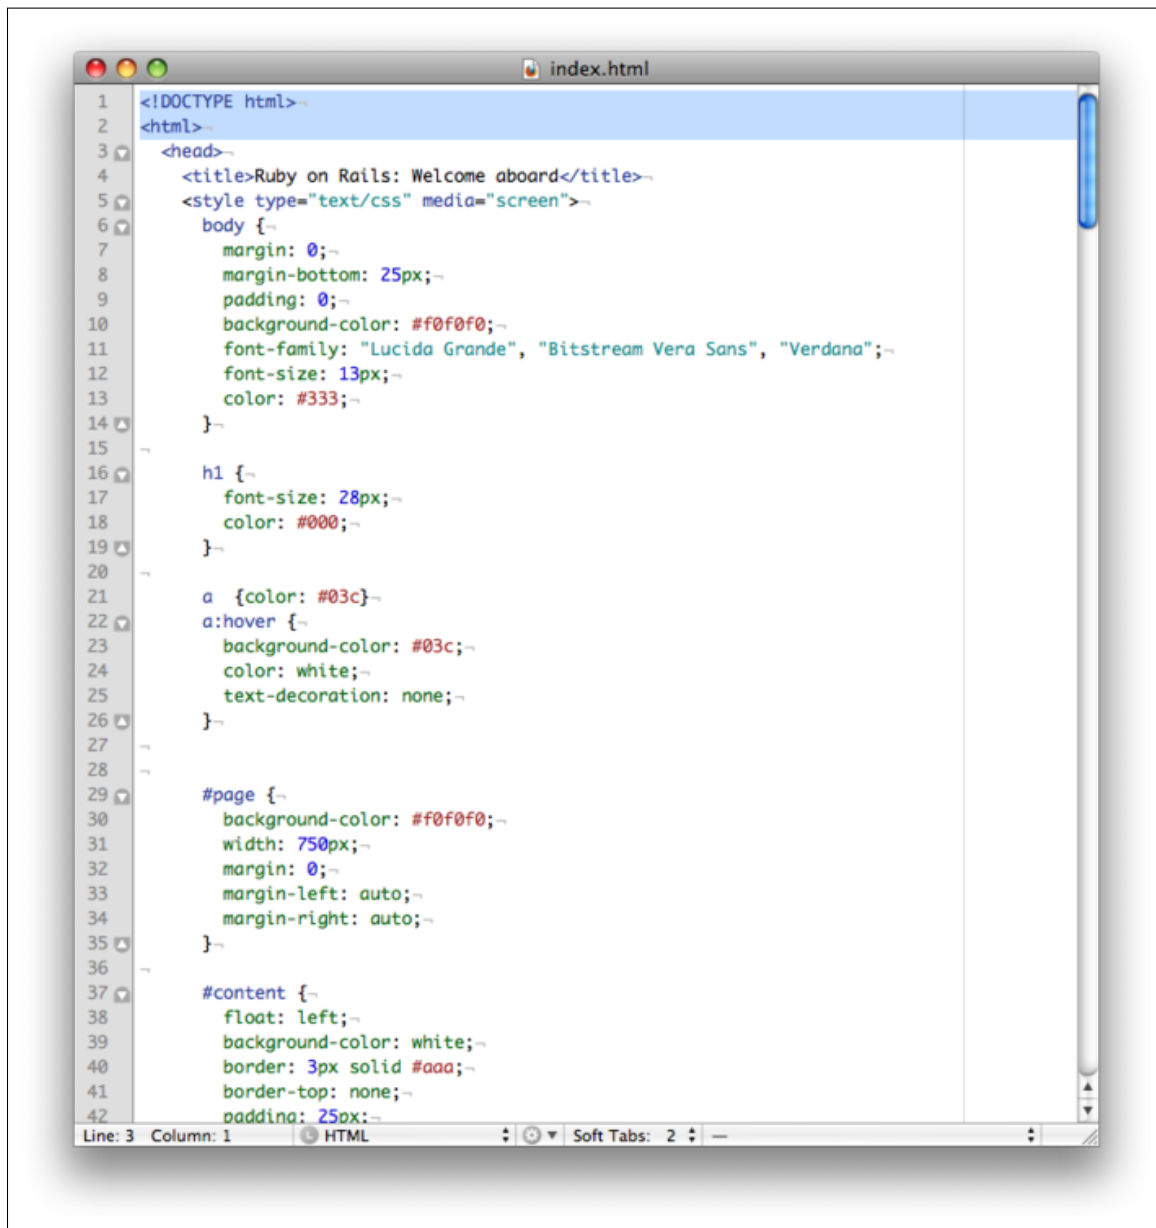 index.html
1 <!DOCTYPE html>¬
2 <html>¬
3 <head>¬
4 <title>Ruby on Rails: Welcome aboard</title>¬
5 <style type="text/css" media="screen">¬
6 body {¬
7 margin: 0;¬
8 margin-bottom: 25px;¬
9 padding: 0;¬
10 background-color: #f0f0f0;¬
11 font-family: "Lucida Grande", "Bitstream Vera Sans", "Verdana";¬
12 font-size: 13px;¬
13 color: #333;¬
14 }¬
15 ¬
16 h1 {¬
17 font-size: 28px;¬
18 color: #000;¬
19 }¬
20 ¬
21 a  {color: #03c}¬
22 a:hover {¬
23 background-color: #03c;¬
24 color: white;¬
25 text-decoration: none;¬
26 }¬
27 ¬
28 ¬
29 #page {¬
30 background-color: #f0f0f0;¬
31 width: 750px;¬
32 margin: 0;¬
33 margin-left: auto;¬
34 margin-right: auto;¬
35 }¬
36 ¬
37 #content {¬
38 float: left;¬
39 background-color: white;¬
40 border: 3px solid #aaa;¬
41 border-top: none;¬
42 padding: 25px;¬
Line: 3 Column: 1 L HTML Soft Tabs: 2 —